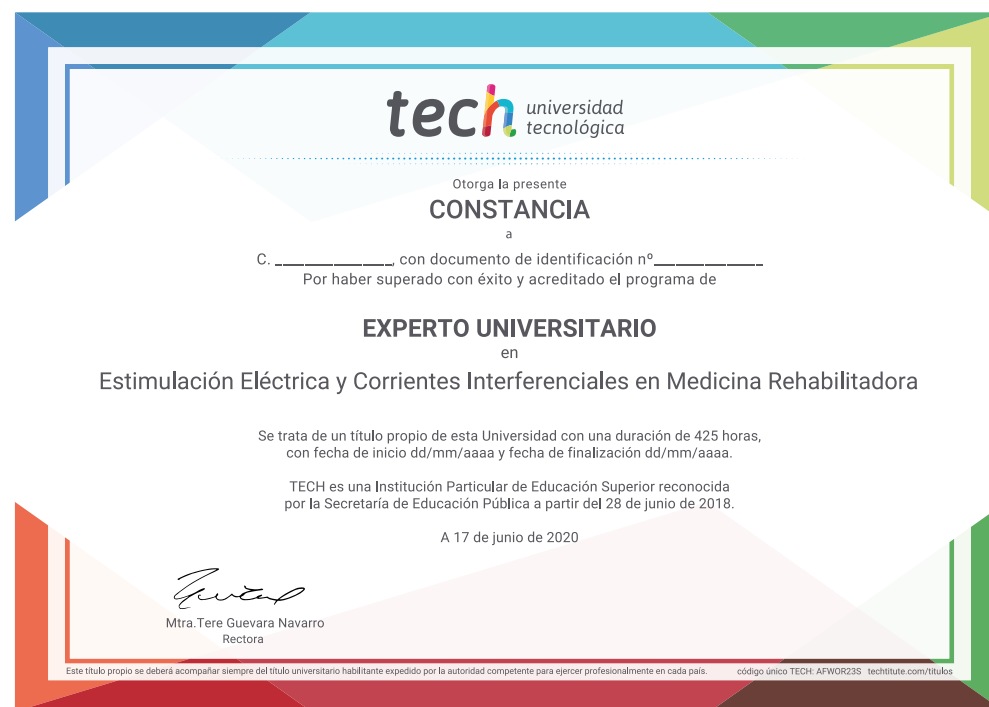 tech universidad
tecnológica
Otorga la presente
CONSTANCIA
a
C. ________________, con documento de identificación nº_______________
Por haber superado con éxito y acreditado el programa de
EXPERTO UNIVERSITARIO
en
Estimulación Eléctrica y Corrientes Interferenciales en Medicina Rehabilitadora
Se trata de un título propio de esta Universidad con una duración de 425 horas,
con fecha de inicio dd/mm/aaaa y fecha de finalización dd/mm/aaaa.
TECH es una Institución Particular de Educación Superior reconocida
por la Secretaría de Educación Pública a partir del 28 de junio de 2018.
A 17 de junio de 2020
Mtra.Tere Guevara Navarro
Rectora
Este título propio se deberá acompañar siempre del título universitario habilitante expedido por la autoridad competente para ejercer profesionalmente en cada país. código único TECH: AFWOR23S techtitute.com/titulos